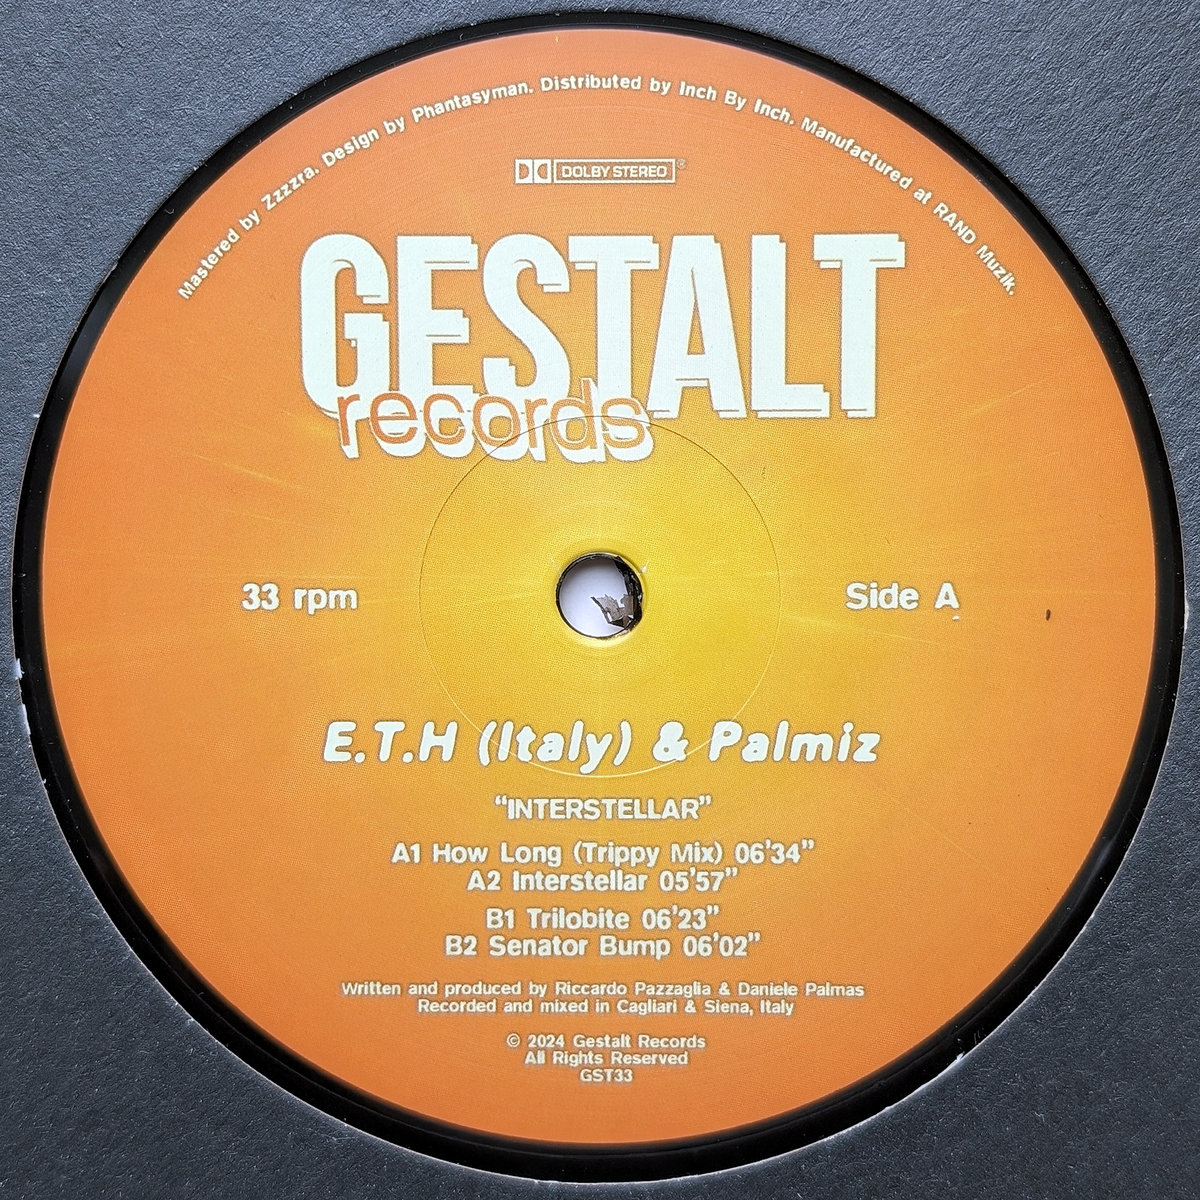 Mastered by Zzzzra. Design by Phantasyman. Distributed by Inch By Inch. Manufactured at RAND Muzik.
DOLBY STEREO®
GESTALT
records
33 rpm
Side A
E.T.H (Italy) & Palmiz
“INTERSTELLAR”
A1 How Long (Trippy Mix) 06’34”
A2 Interstellar 05’57”
B1 Trilobite 06’23”
B2 Senator Bump 06’02”
Written and produced by Riccardo Pazzaglia & Daniele Palmas
Recorded and mixed in Cagliari & Siena, Italy
© 2024 Gestalt Records
All Rights Reserved
GST33